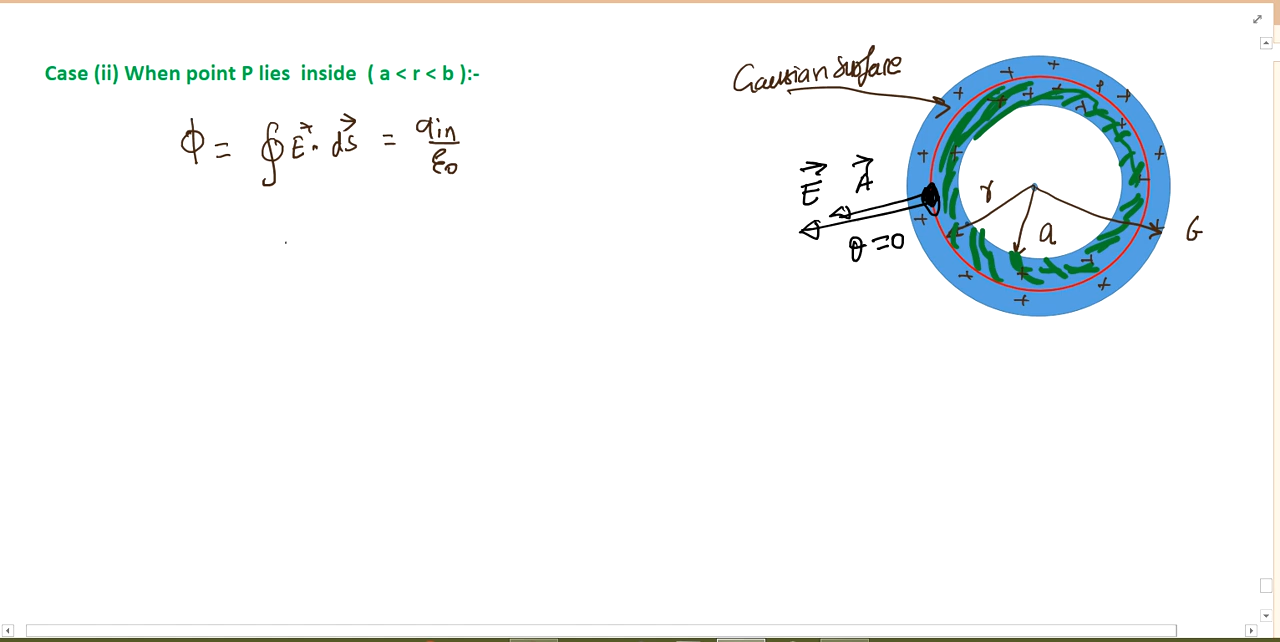 Case (ii) When point P lies inside ( a < r < b ):-
Gaussian Surface
ϕ = ∮ E⃗ . dS⃗ = qin/ε0
E⃗ A⃗
θ = 0
r
a